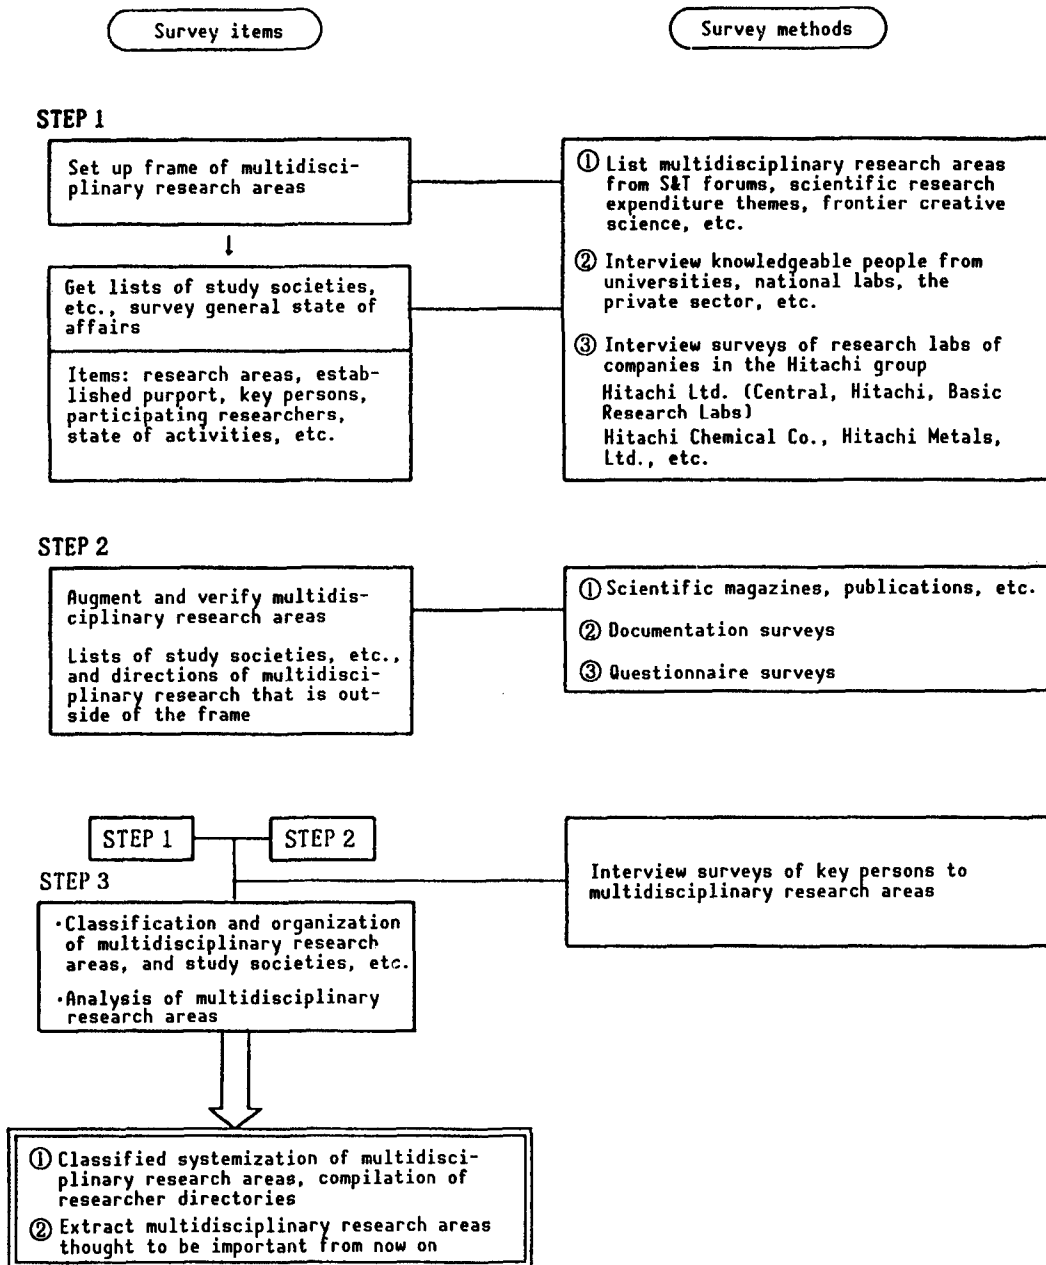 Survey items
Survey methods
STEP 1
Set up frame of multidisci-
plinary research areas
Get lists of study societies,
etc., survey general state of
affairs
Items: research areas, estab-
lished purport, key persons,
participating researchers,
state of activities, etc.
① List multidisciplinary research areas
from S&T forums, scientific research
expenditure themes, frontier creative
science, etc.
② Interview knowledgeable people from
universities, national labs, the
private sector, etc.
③ Interview surveys of research labs of
companies in the Hitachi group
Hitachi Ltd. (Central, Hitachi, Basic
Research Labs)
Hitachi Chemical Co., Hitachi Metals,
Ltd., etc.
STEP 2
Augment and verify multidis-
ciplinary research areas
Lists of study societies, etc.,
and directions of multidisci-
plinary research that is out-
side of the frame
① Scientific magazines, publications, etc.
② Documentation surveys
③ Questionnaire surveys
STEP 1
STEP 2
STEP 3
Interview surveys of key persons to
multidisciplinary research areas
·Classification and organization
of multidisciplinary research
areas, and study societies, etc.
·Analysis of multidisciplinary
research areas
① Classified systemization of multidisci-
plinary research areas, compilation of
researcher directories
② Extract multidisciplinary research areas
thought to be important from now on